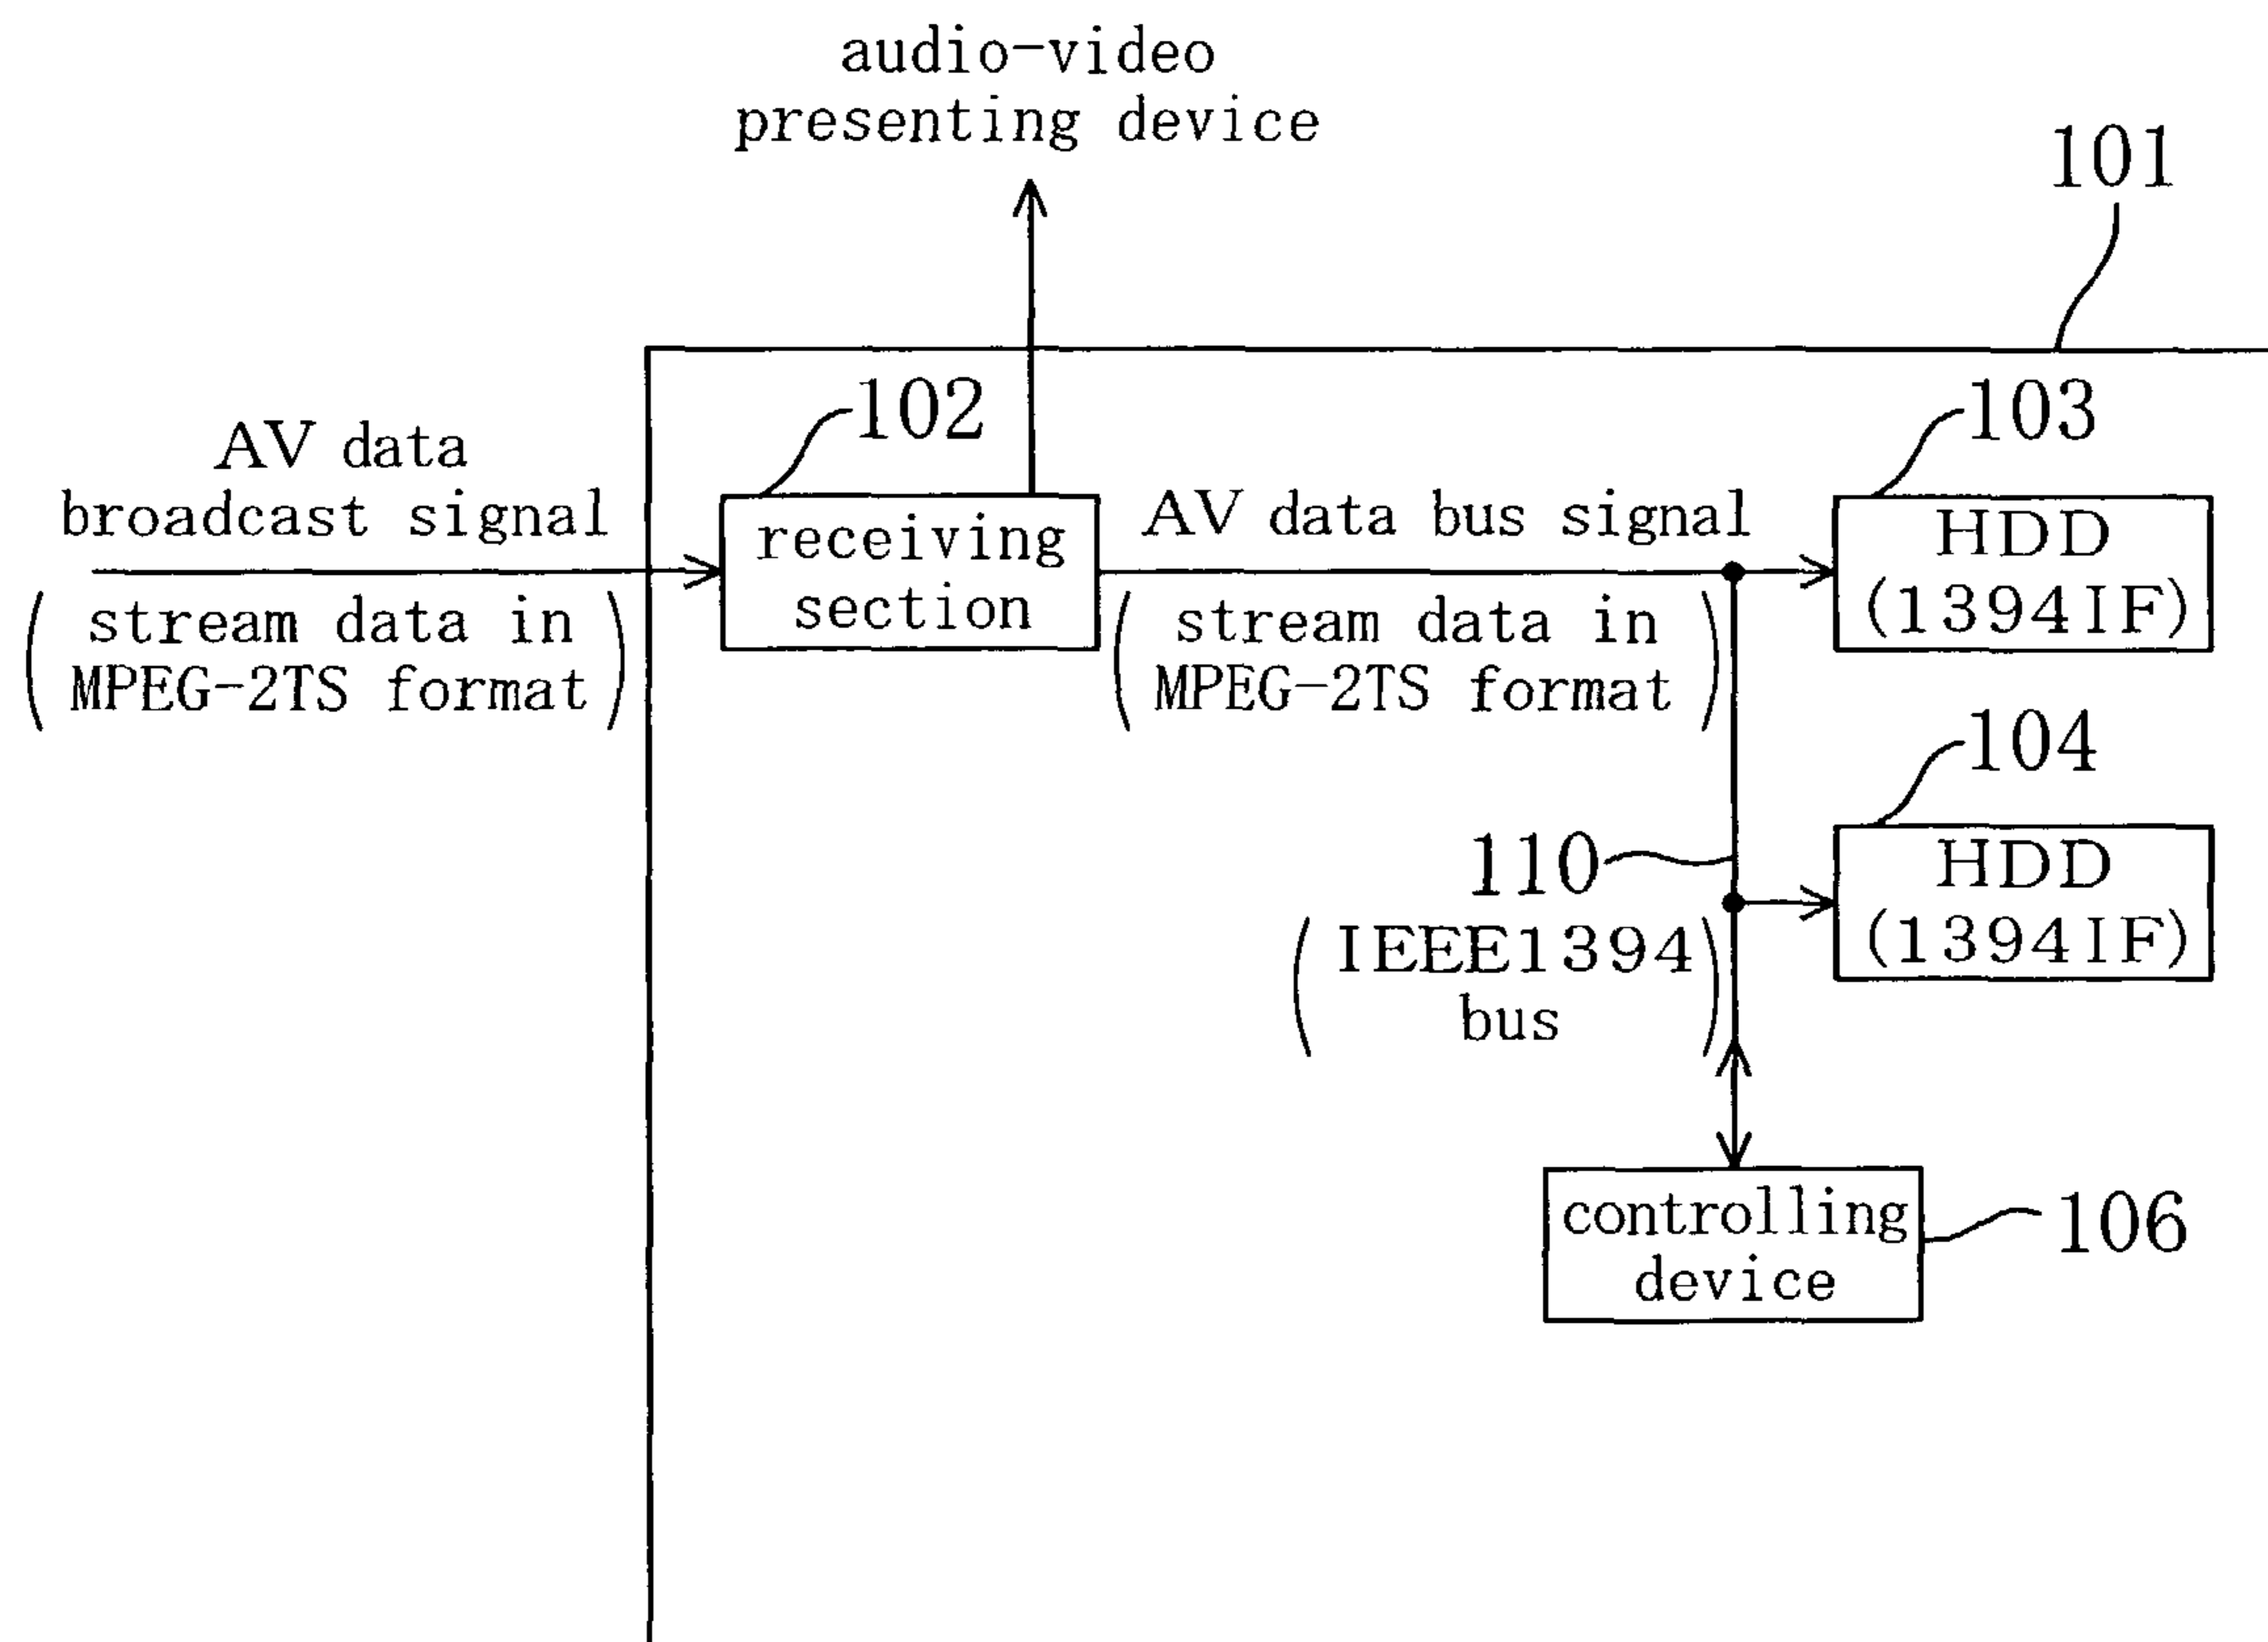 audio-video
presenting device
101
102
103
AV data
broadcast signal
(stream data in
MPEG-2TS format)
receiving
section
AV data bus signal
(stream data in
MPEG-2TS format)
HDD
(1394IF)
104
HDD
(1394IF)
110
(IEEE1394
bus)
controlling
device
106